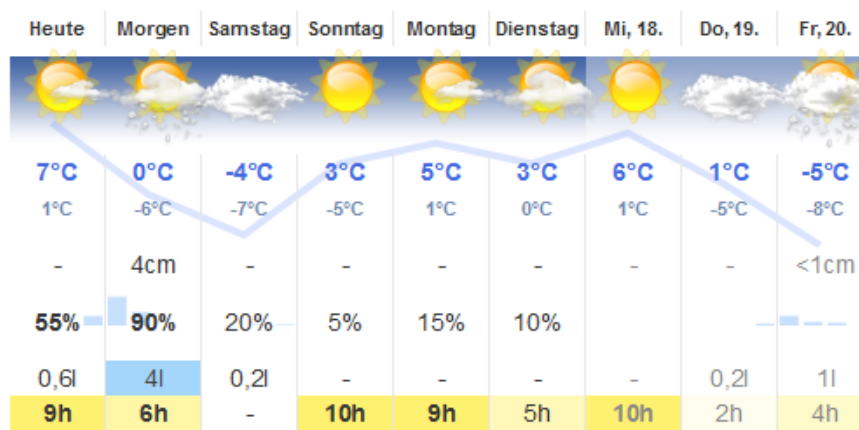 Heute Morgen Samstag Sonntag Montag Dienstag Mi, 18. Do, 19. Fr, 20.
7°C 0°C -4°C 3°C 5°C 3°C 6°C 1°C -5°C
1°C -6°C -7°C -5°C 1°C 0°C 1°C -5°C -8°C
- 4cm - - - - - - <1cm
55% 90% 20% 5% 15% 10%
0,6l 4l 0,2l - - - - 0,2l 1l
9h 6h - 10h 9h 5h 10h 2h 4h